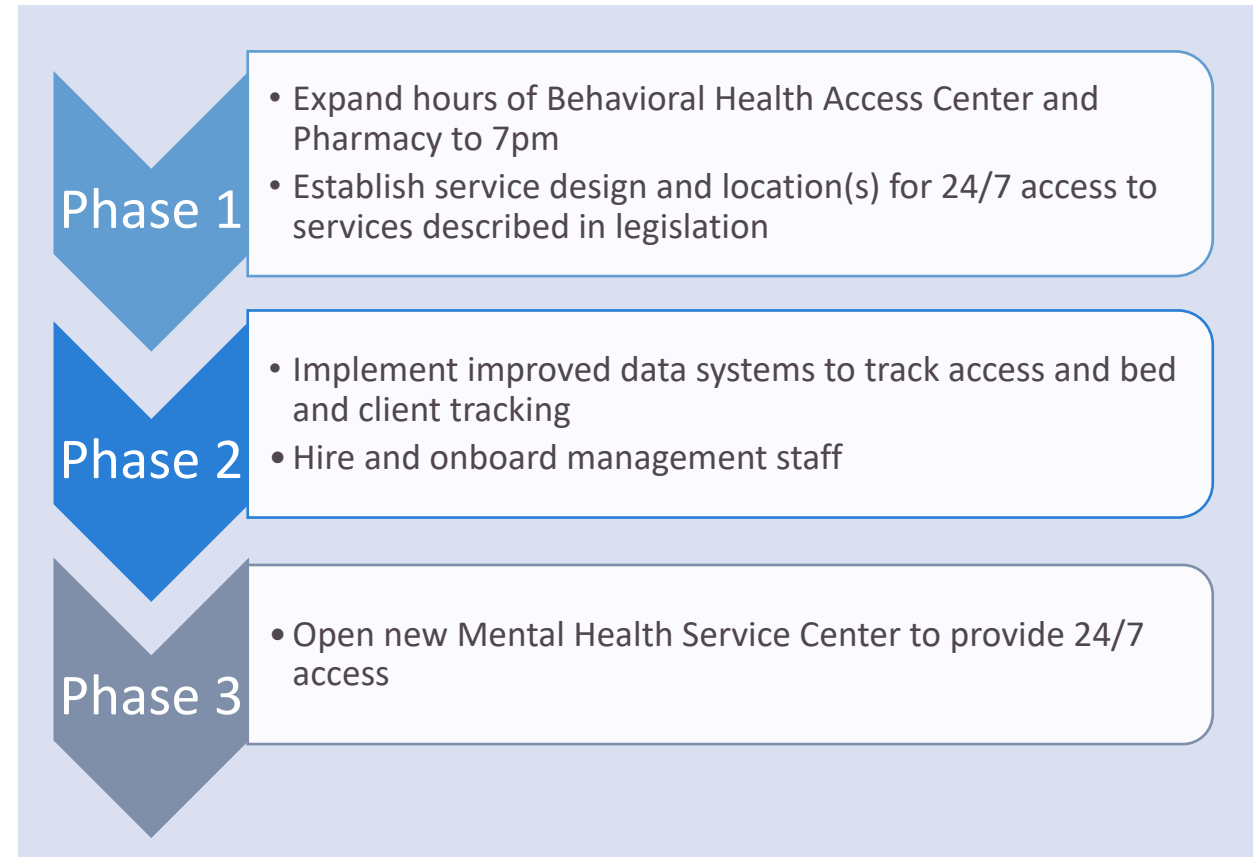 Phase 1
• Expand hours of Behavioral Health Access Center and
Pharmacy to 7pm
• Establish service design and location(s) for 24/7 access to
services described in legislation
Phase 2
• Implement improved data systems to track access and bed
and client tracking
• Hire and onboard management staff
Phase 3
• Open new Mental Health Service Center to provide 24/7
access